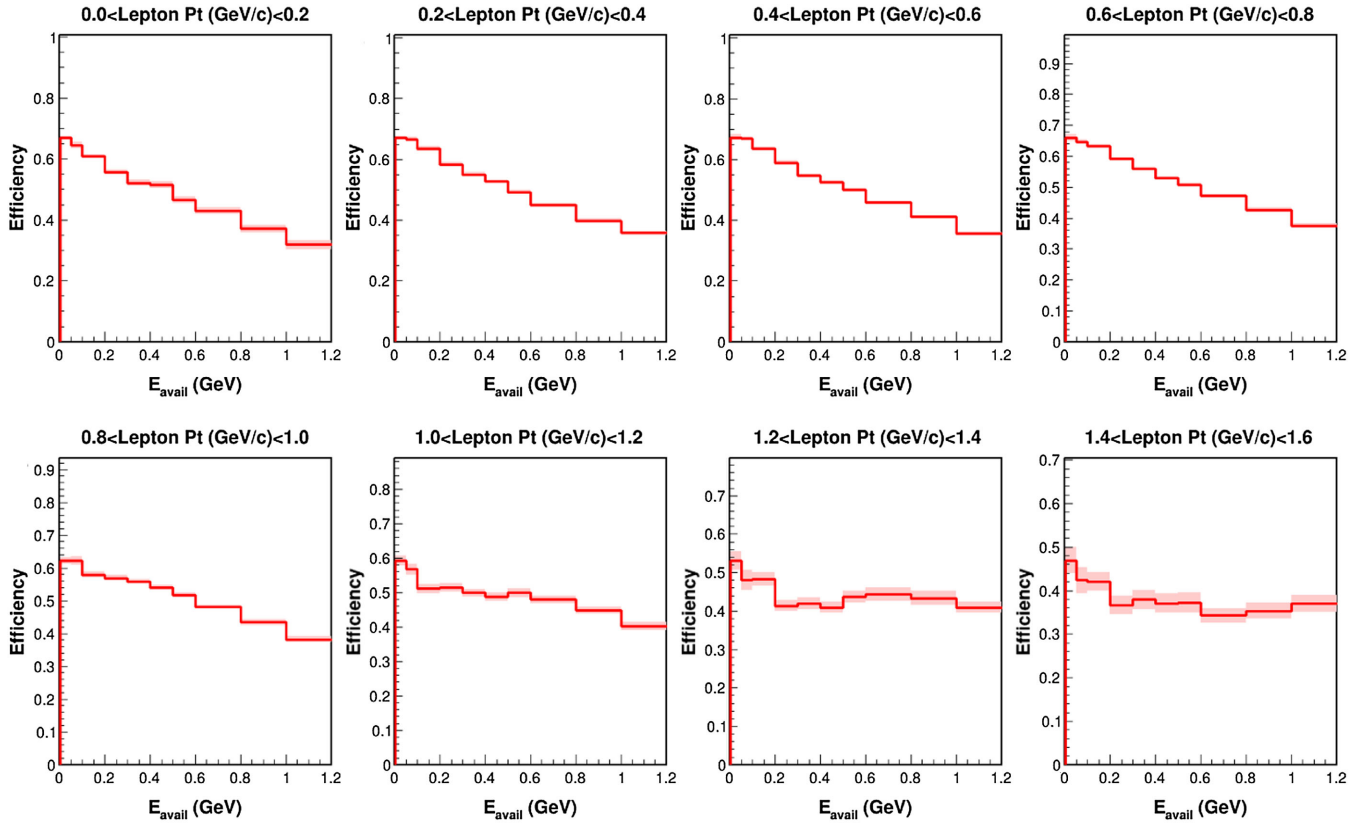 0.0<Lepton Pt (GeV/c)<0.2
0.2<Lepton Pt (GeV/c)<0.4
0.4<Lepton Pt (GeV/c)<0.6
0.6<Lepton Pt (GeV/c)<0.8
Efficiency
1
0.8
0.6
0.4
0.2
0
0 0.2 0.4 0.6 0.8 1 1.2
E_avail (GeV)
Efficiency
1
0.8
0.6
0.4
0.2
0
0 0.2 0.4 0.6 0.8 1 1.2
E_avail (GeV)
Efficiency
1
0.8
0.6
0.4
0.2
0
0 0.2 0.4 0.6 0.8 1 1.2
E_avail (GeV)
Efficiency
0.9
0.8
0.7
0.6
0.5
0.4
0.3
0.2
0.1
0
0 0.2 0.4 0.6 0.8 1 1.2
E_avail (GeV)
0.8<Lepton Pt (GeV/c)<1.0
1.0<Lepton Pt (GeV/c)<1.2
1.2<Lepton Pt (GeV/c)<1.4
1.4<Lepton Pt (GeV/c)<1.6
Efficiency
0.9
0.8
0.7
0.6
0.5
0.4
0.3
0.2
0.1
0
0 0.2 0.4 0.6 0.8 1 1.2
E_avail (GeV)
Efficiency
0.8
0.7
0.6
0.5
0.4
0.3
0.2
0.1
0
0 0.2 0.4 0.6 0.8 1 1.2
E_avail (GeV)
Efficiency
0.7
0.6
0.5
0.4
0.3
0.2
0.1
0
0 0.2 0.4 0.6 0.8 1 1.2
E_avail (GeV)
Efficiency
0.7
0.6
0.5
0.4
0.3
0.2
0.1
0
0 0.2 0.4 0.6 0.8 1 1.2
E_avail (GeV)